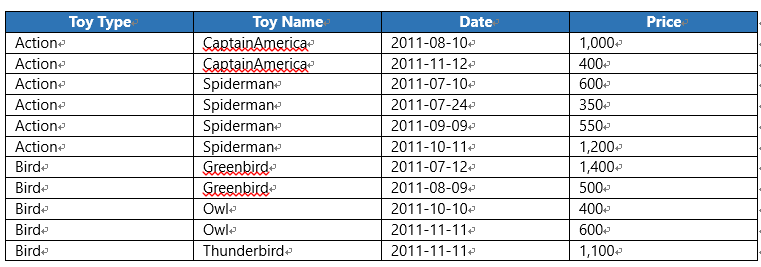 Toy Type Toy Name Date Price
Action CaptainAmerica 2011-08-10 1,000
Action CaptainAmerica 2011-11-12 400
Action Spiderman 2011-07-10 600
Action Spiderman 2011-07-24 350
Action Spiderman 2011-09-09 550
Action Spiderman 2011-10-11 1,200
Bird Greenbird 2011-07-12 1,400
Bird Greenbird 2011-08-09 500
Bird Owl 2011-10-10 400
Bird Owl 2011-11-11 600
Bird Thunderbird 2011-11-11 1,100